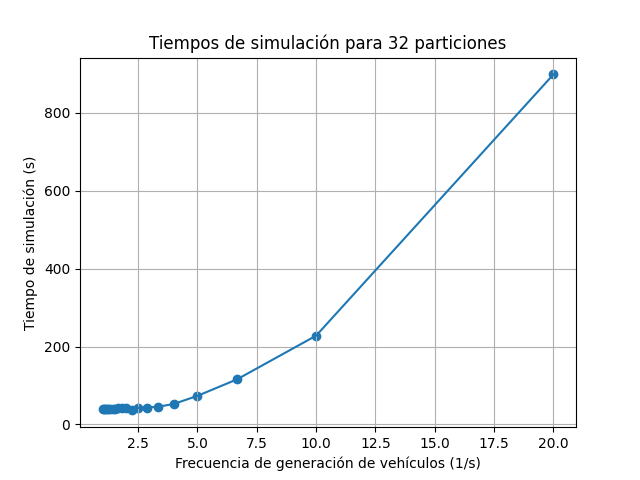 Tiempos de simulación para 32 particiones
800
600
400
200
0
Tiempo de simulación (s)
2.5 5.0 7.5 10.0 12.5 15.0 17.5 20.0
Frecuencia de generación de vehículos (1/s)